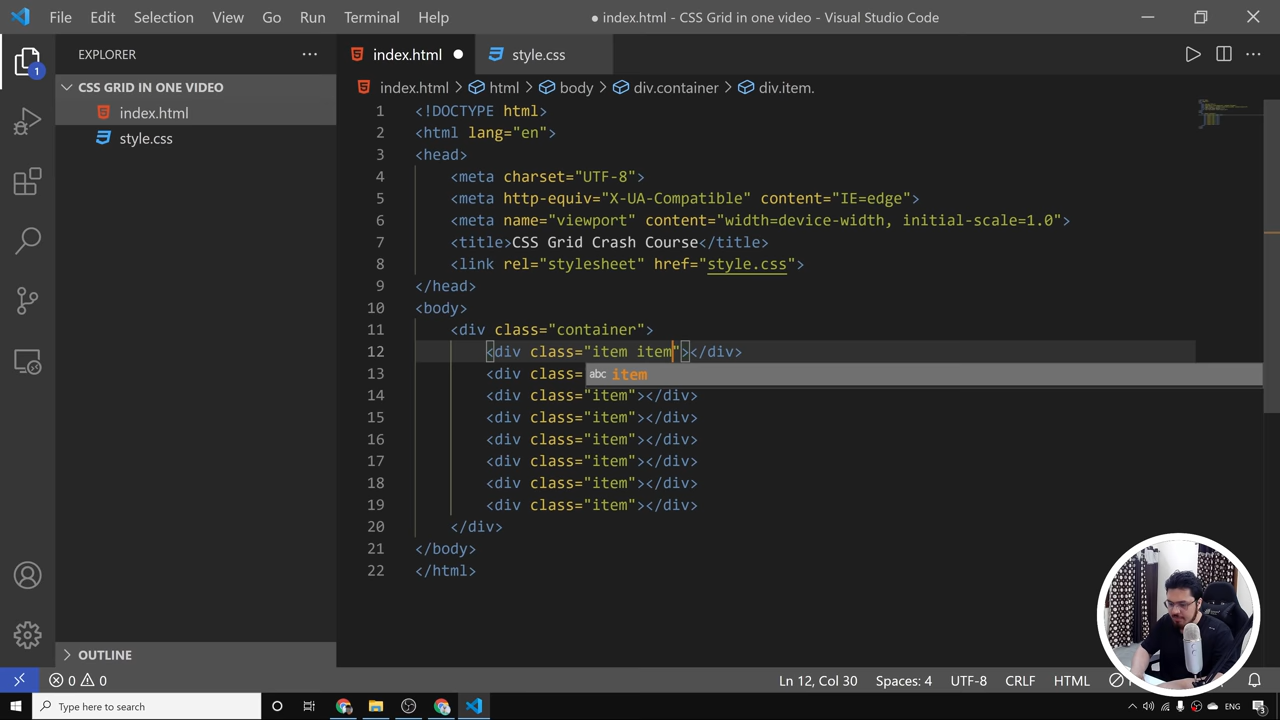 File Edit Selection View Go Run Terminal Help
● index.html - CSS Grid in one video - Visual Studio Code
EXPLORER
1
CSS GRID IN ONE VIDEO
index.html
style.css
OUTLINE
index.html ●
style.css
index.html > html > body > div.container > div.item.
1 <!DOCTYPE html>
2 <html lang="en">
3 <head>
4 <meta charset="UTF-8">
5 <meta http-equiv="X-UA-Compatible" content="IE=edge">
6 <meta name="viewport" content="width=device-width, initial-scale=1.0">
7 <title>CSS Grid Crash Course</title>
8 <link rel="stylesheet" href="style.css">
9 </head>
10 <body>
11 <div class="container">
12 <div class="item item"></div>
13 <div class=
abc item
14 <div class="item"></div>
15 <div class="item"></div>
16 <div class="item"></div>
17 <div class="item"></div>
18 <div class="item"></div>
19 <div class="item"></div>
20 </div>
21 </body>
22 </html>
0 0
Ln 12, Col 30 Spaces: 4 UTF-8 CRLF HTML
Type here to search
ENG
3